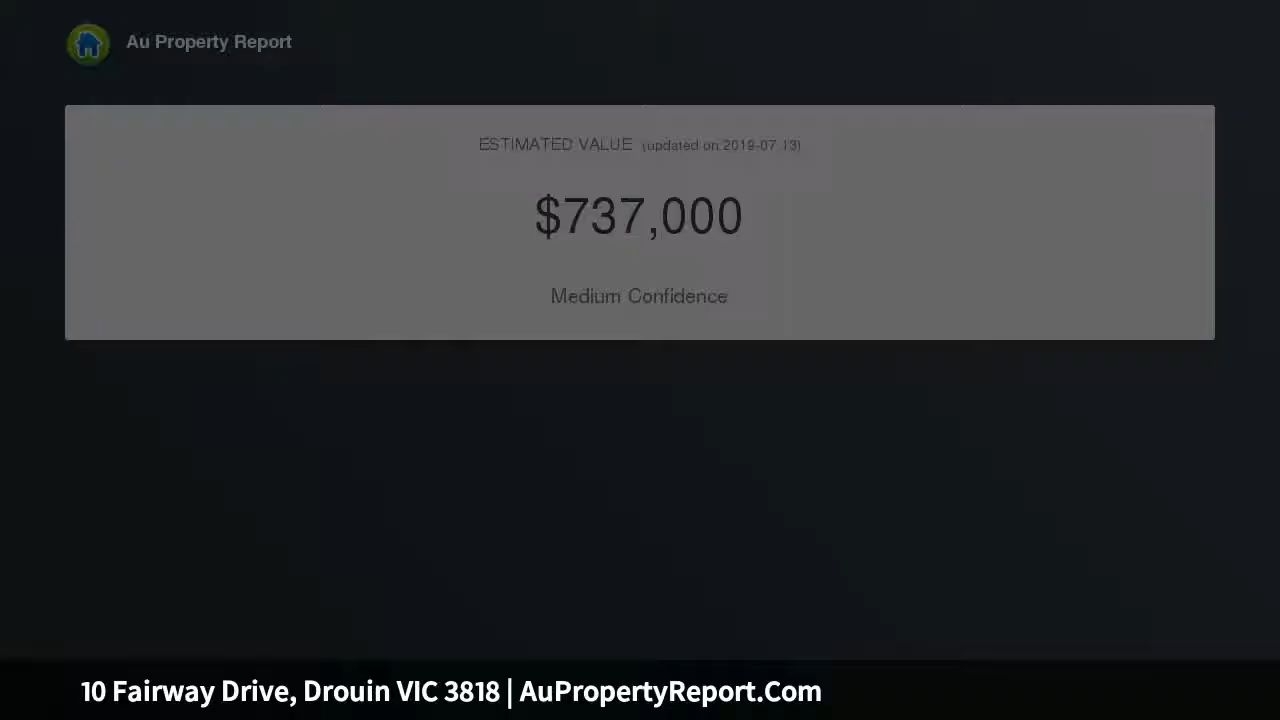 Au Property Report
ESTIMATED VALUE (updated on 2019-07-13)
$737,000
Medium Confidence
10 Fairway Drive, Drouin VIC 3818 | AuPropertyReport.Com